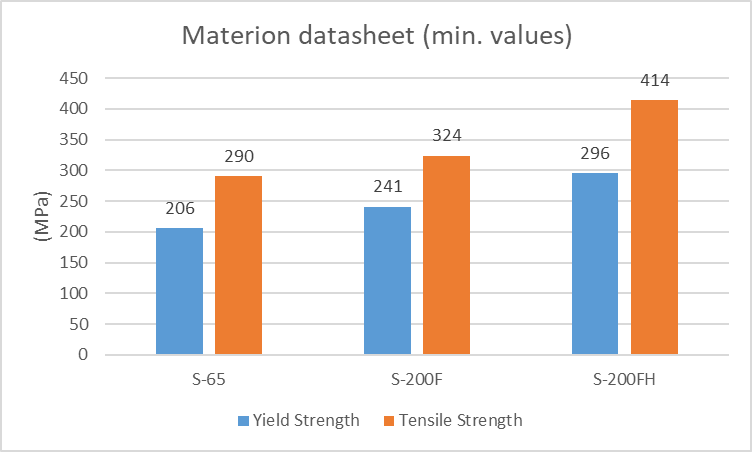 Materion datasheet (min. values)
450
400
350
300
250
200
150
100
50
0
(MPa)
206
290
241
324
296
414
S-65
S-200F
S-200FH
Yield Strength
Tensile Strength